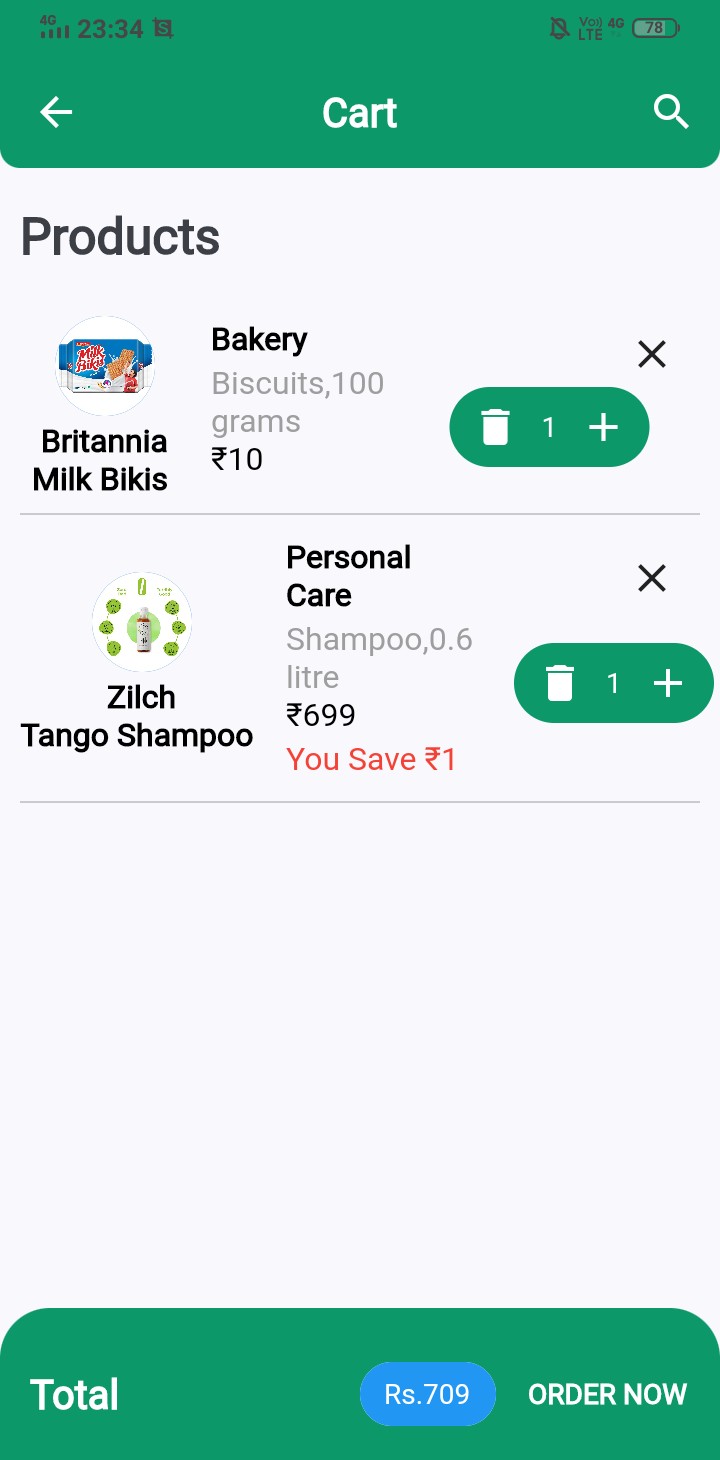 4G 23:34 Vo)) LTE 4G 78
Cart
Products
Milk
Bikis
Britannia
Milk Bikis
Bakery
Biscuits,100
grams
₹10
1
Zilch
Tango Shampoo
Personal
Care
Shampoo,0.6
litre
₹699
You Save ₹1
1
Total
Rs.709
ORDER NOW